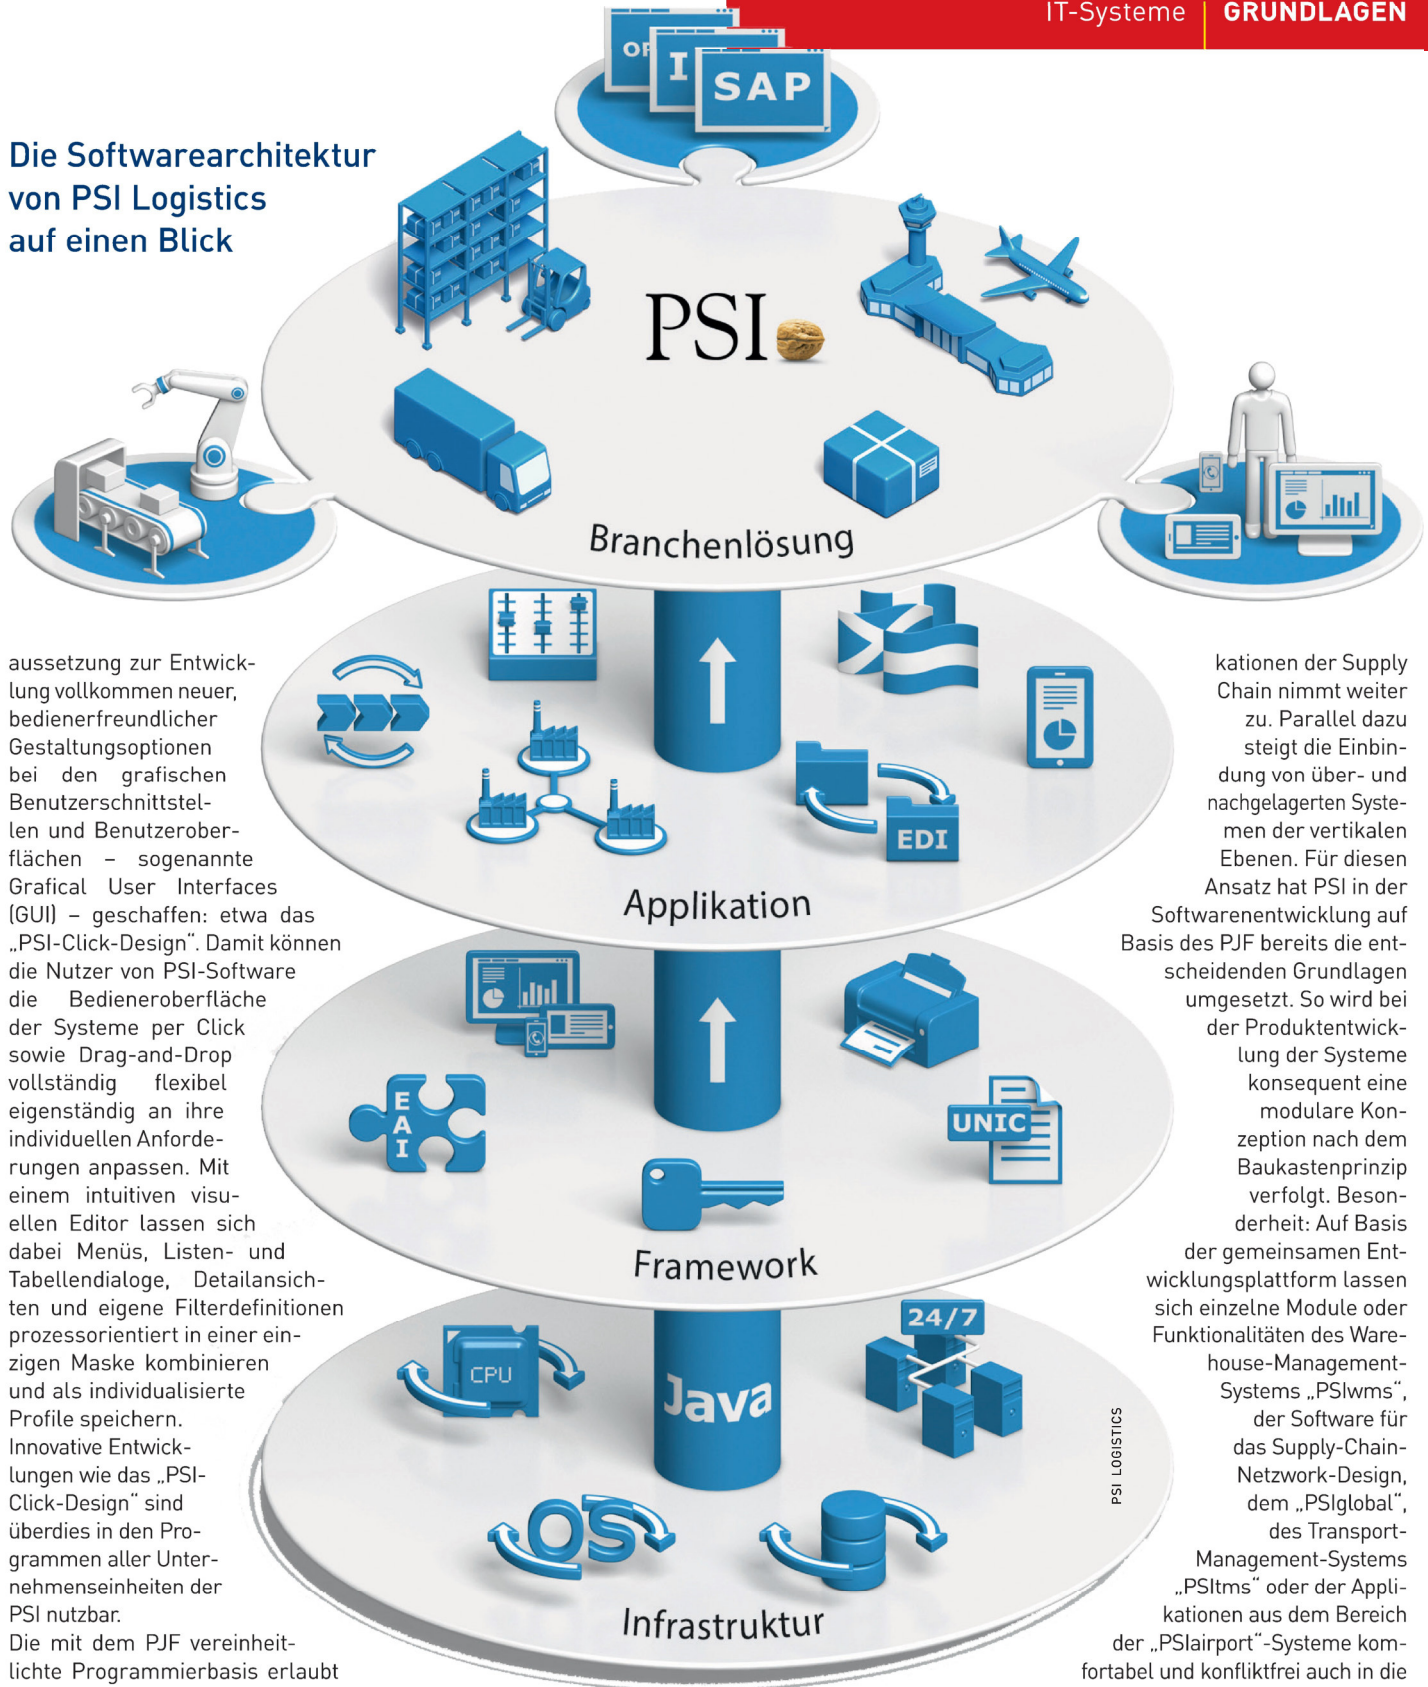 IT-Systeme | GRUNDLAGEN
Die Softwarearchitektur
von PSI Logistics
auf einen Blick
I
SAP
PSI
Branchenlösung
EDI
Applikation
EAI
UNIC
Framework
24/7
CPU
Java
OS
Infrastruktur
PSI LOGISTICS
aussetzung zur Entwick-
lung vollkommen neuer,
bedienerfreundlicher
Gestaltungsoptionen
bei den grafischen
Benutzerschnittstel-
len und Benutzerober-
flächen – sogenannte
Grafical User Interfaces
(GUI) – geschaffen: etwa das
„PSI-Click-Design“. Damit können
die Nutzer von PSI-Software
die Bedieneroberfläche
der Systeme per Click
sowie Drag-and-Drop
vollständig flexibel
eigenständig an ihre
individuellen Anforde-
rungen anpassen. Mit
einem intuitiven visu-
ellen Editor lassen sich
dabei Menüs, Listen- und
Tabellendialoge, Detailansich-
ten und eigene Filterdefinitionen
prozessorientiert in einer ein-
zigen Maske kombinieren
und als individualisierte
Profile speichern.
Innovative Entwick-
lungen wie das „PSI-
Click-Design“ sind
überdies in den Pro-
grammen aller Unter-
nehmenseinheiten der
PSI nutzbar.
Die mit dem PJF vereinheit-
lichte Programmierbasis erlaubt
kationen der Supply
Chain nimmt weiter
zu. Parallel dazu
steigt die Einbin-
dung von über- und
nachgelagerten Syste-
men der vertikalen
Ebenen. Für diesen
Ansatz hat PSI in der
Softwarenentwicklung auf
Basis des PJF bereits die ent-
scheidenden Grundlagen
umgesetzt. So wird bei
der Produktentwick-
lung der Systeme
konsequent eine
modulare Kon-
zeption nach dem
Baukastenprinzip
verfolgt. Beson-
derheit: Auf Basis
der gemeinsamen Ent-
wicklungsplattform lassen
sich einzelne Module oder
Funktionalitäten des Ware-
house-Management-
Systems „PSIwms“,
der Software für
das Supply-Chain-
Netzwork-Design,
dem „PSIglobal“,
des Transport-
Management-Systems
„PSItms“ oder der Appli-
kationen aus dem Bereich
der „PSIairport“-Systeme kom-
fortabel und konfliktfrei auch in die